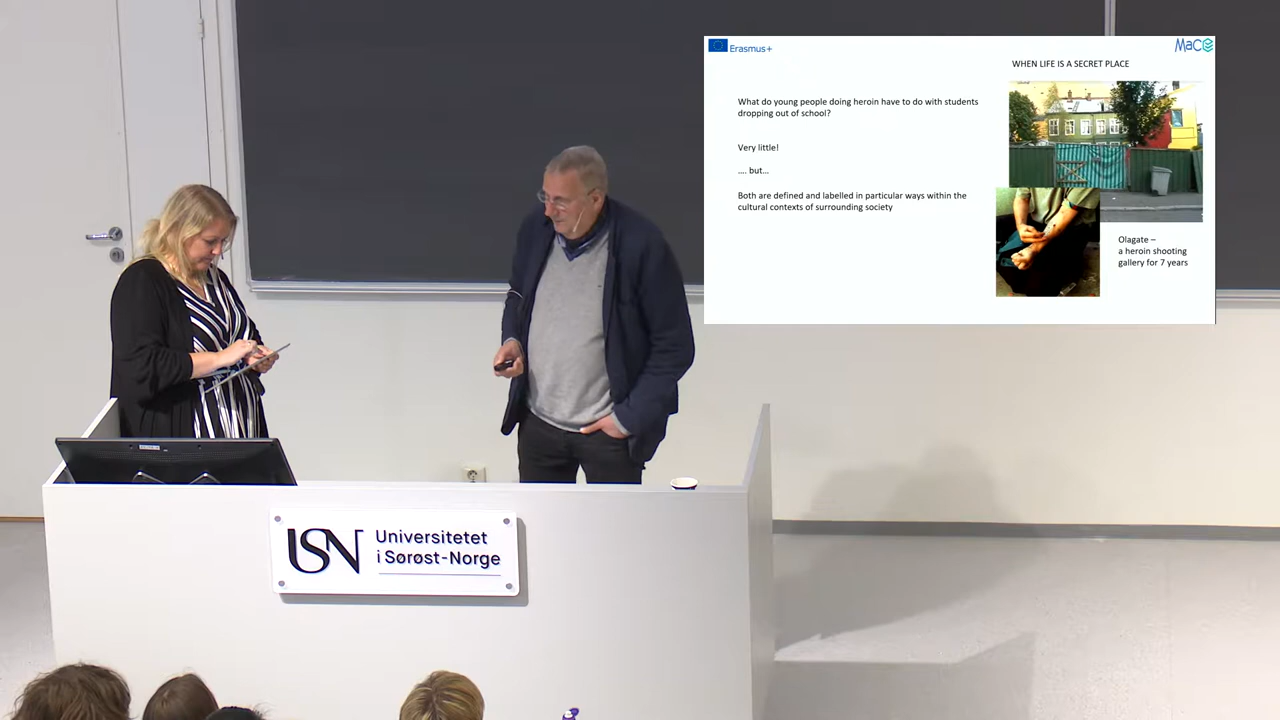 Erasmus+
MaC
WHEN LIFE IS A SECRET PLACE
What do young people doing heroin have to do with students
dropping out of school?
Very little!
.... but...
Both are defined and labelled in particular ways within the
cultural contexts of surrounding society
Olagate –
a heroin shooting
gallery for 7 years
USN
Universitetet
i Sørøst-Norge